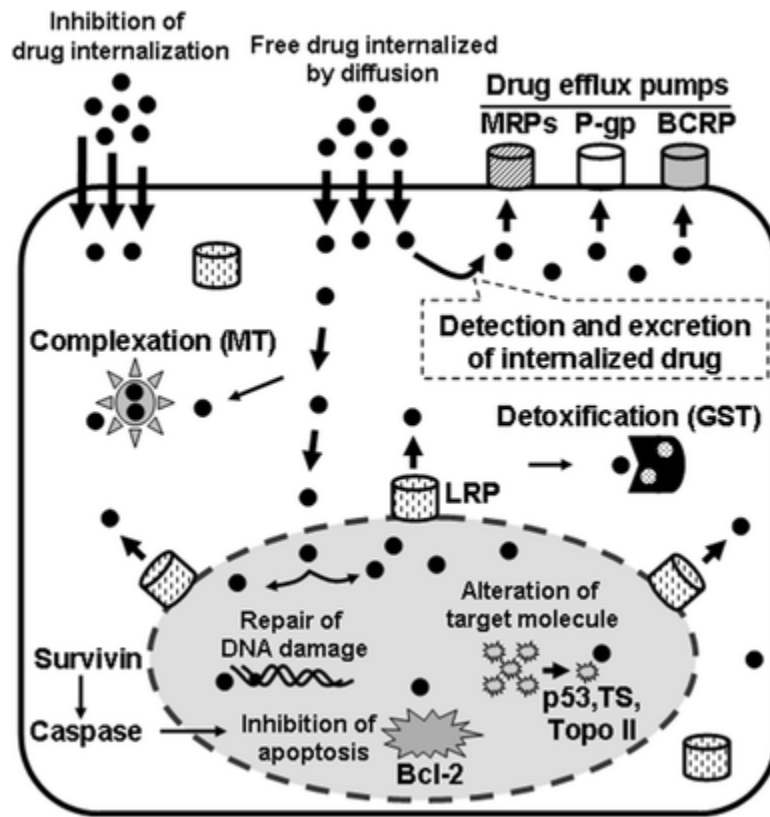 Inhibition of
drug internalization
Free drug internalized
by diffusion
Drug efflux pumps
MRPs P-gp BCRP
Detection and excretion
of internalized drug
Complexation (MT)
Detoxification (GST)
LRP
Alteration of
target molecule
Repair of
DNA damage
p53,TS,
Topo II
Survivin
Caspase
Inhibition of
apoptosis
Bcl-2